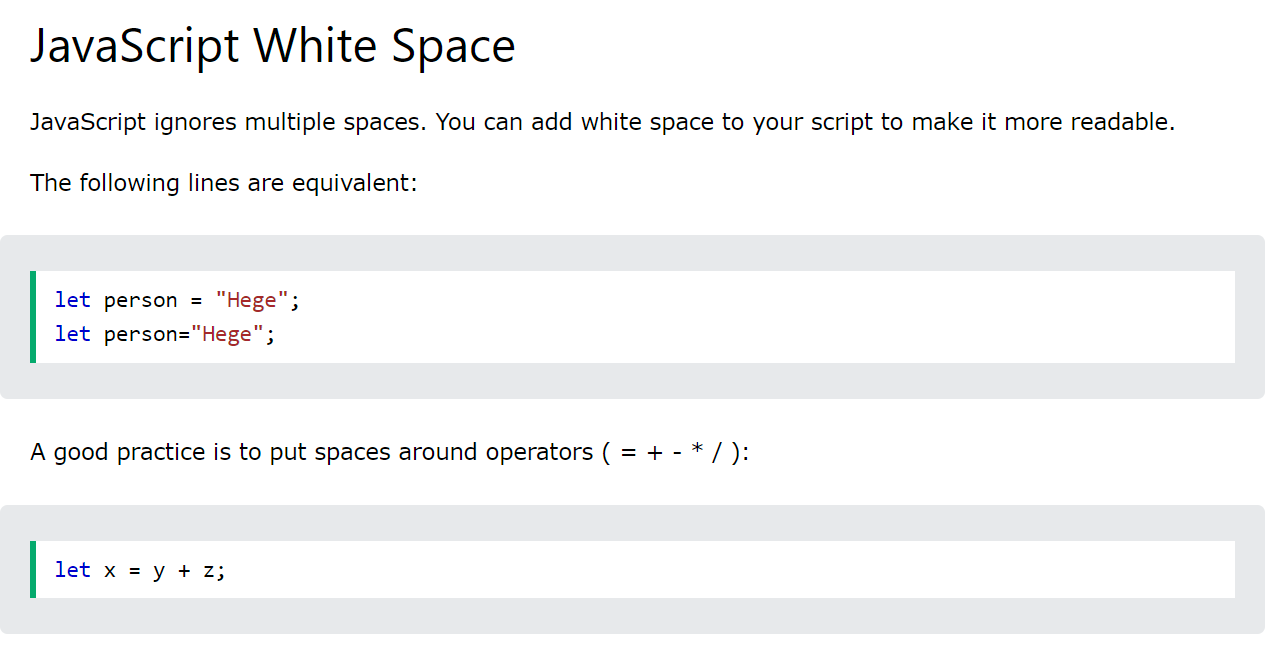 JavaScript White Space
JavaScript ignores multiple spaces. You can add white space to your script to make it more readable.
The following lines are equivalent:
let person = "Hege";
let person="Hege";
A good practice is to put spaces around operators ( = + - * / ):
let x = y + z;